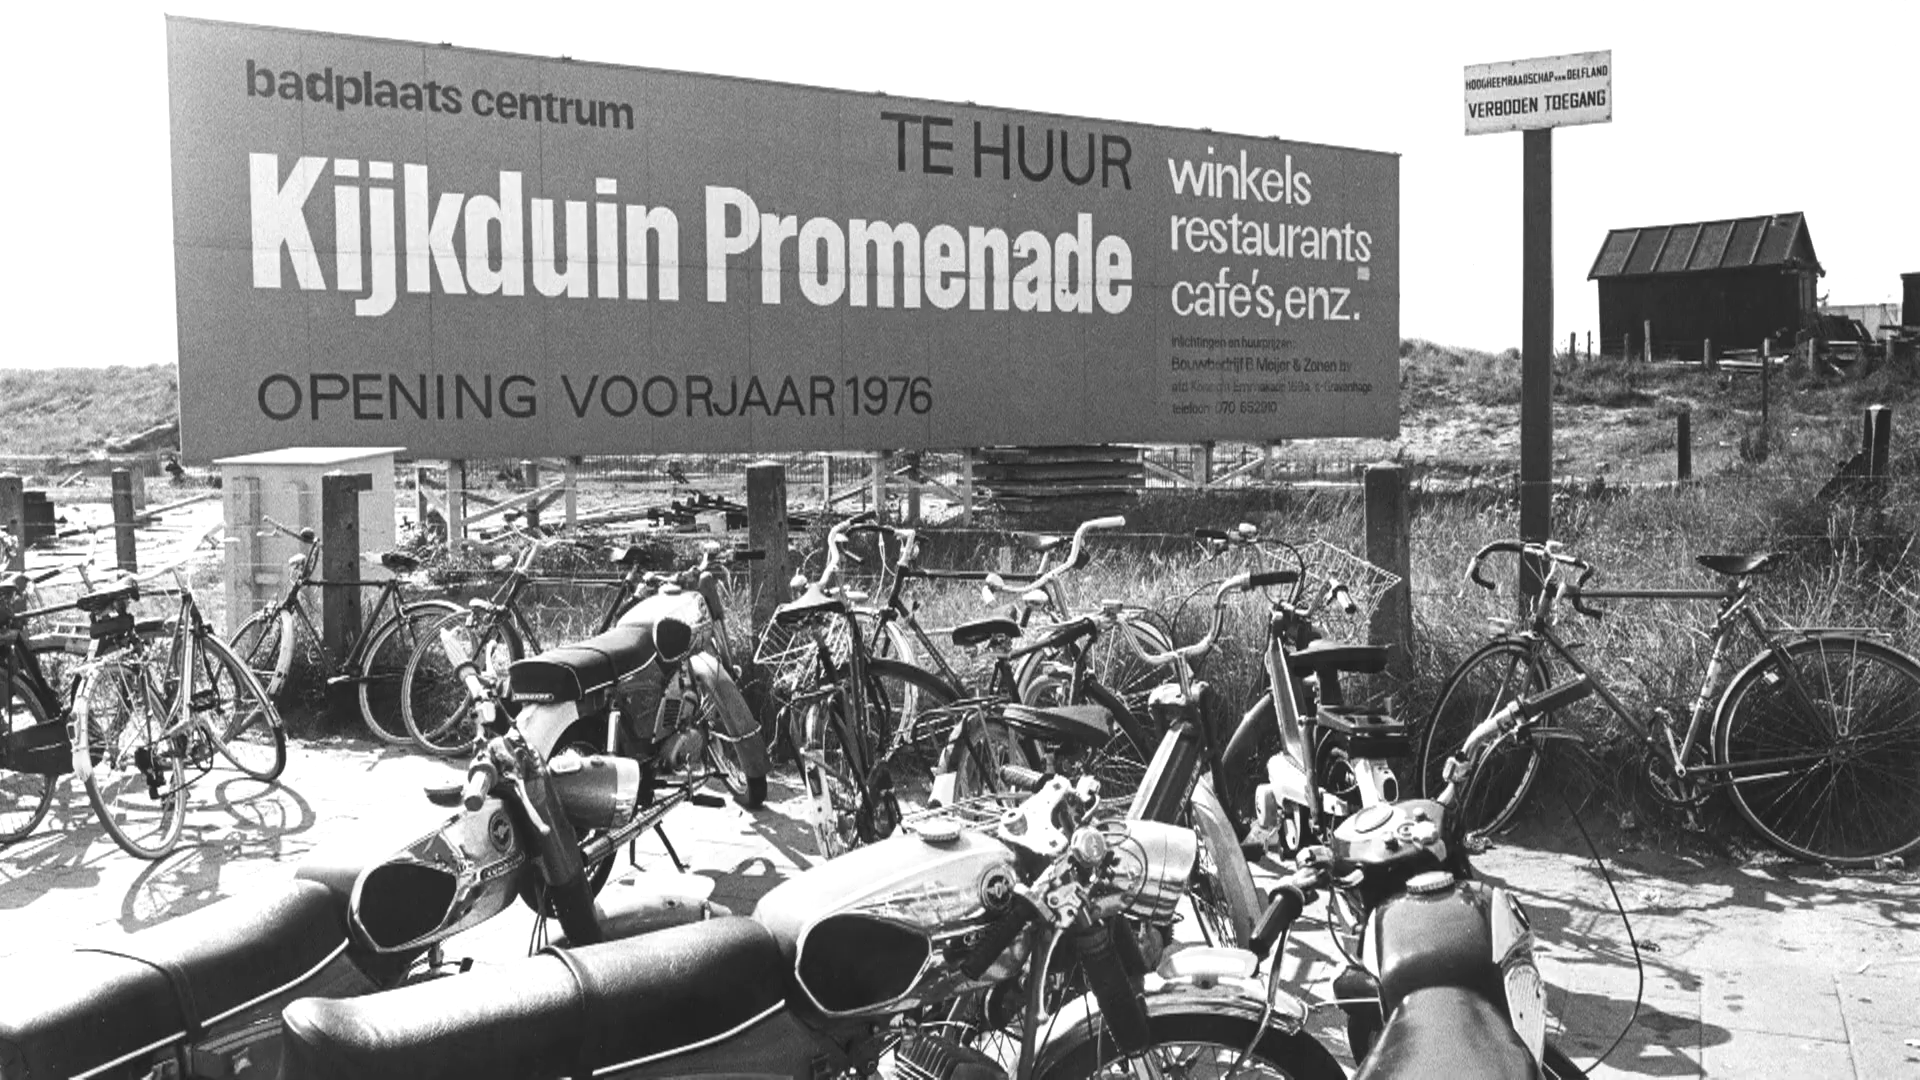 badplaats centrum
TE HUUR
Kijkduin Promenade
OPENING VOORJAAR 1976
winkels
restaurants
cafe's, enz.
inlichtingen en huurprijzen:
Bouwbedrijf P. Meijer & Zonen bv
telefoon 070 652910
HOOGHEEMRAADSCHAP VAN DELFLAND
VERBODEN TOEGANG